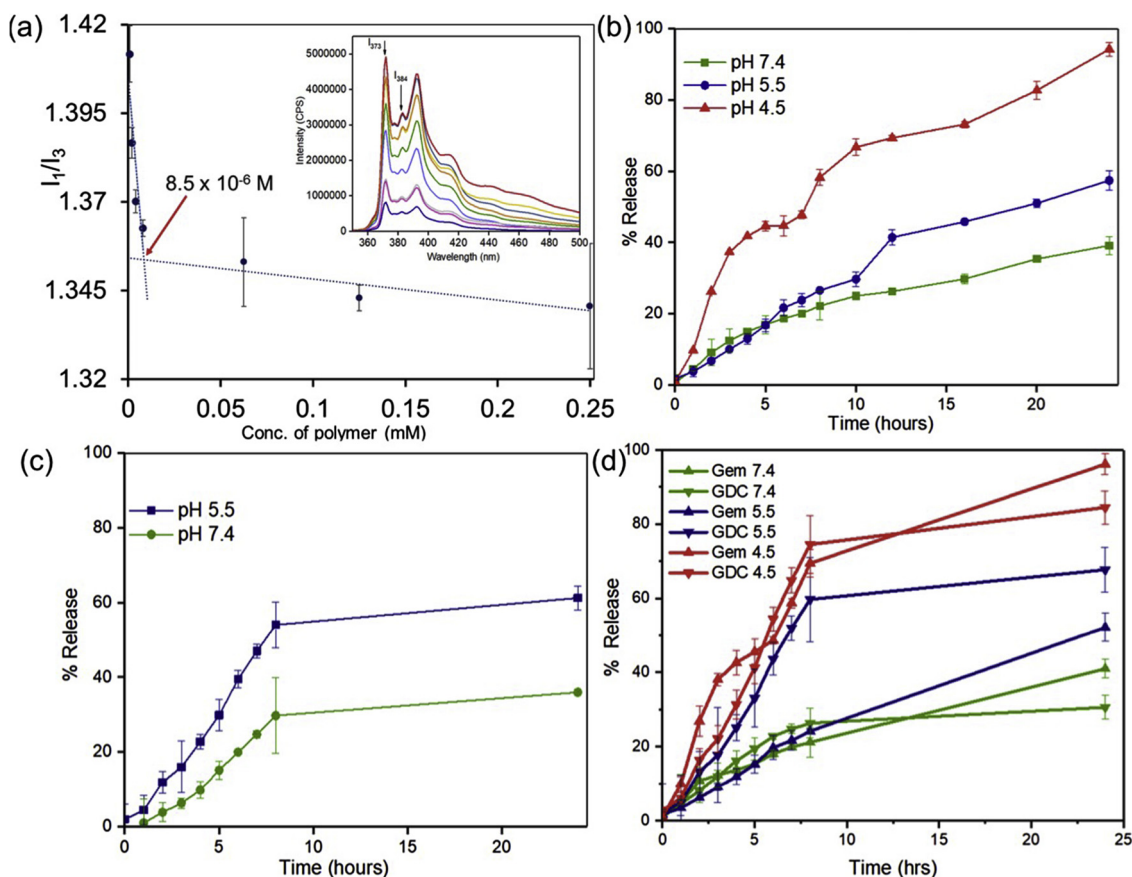 (a)
1.42
1.395
1.37
1.345
1.32
I1/I3
8.5 x 10-6 M
0
0.05
0.1
0.15
0.2
0.25
Conc. of polymer (mM)
I373
I384
5000000
4000000
3000000
2000000
1000000
0
Intensity (CPS)
360
380
400
420
440
460
480
500
Wavelength (nm)
(b)
pH 7.4
pH 5.5
pH 4.5
100
80
60
40
20
0
% Release
0
5
10
15
20
Time (hours)
(c)
pH 5.5
pH 7.4
100
80
60
40
20
0
% Release
0
5
10
15
20
Time (hours)
(d)
Gem 7.4
GDC 7.4
Gem 5.5
GDC 5.5
Gem 4.5
GDC 4.5
100
80
60
40
20
0
% Release
0
5
10
15
20
25
Time (hrs)